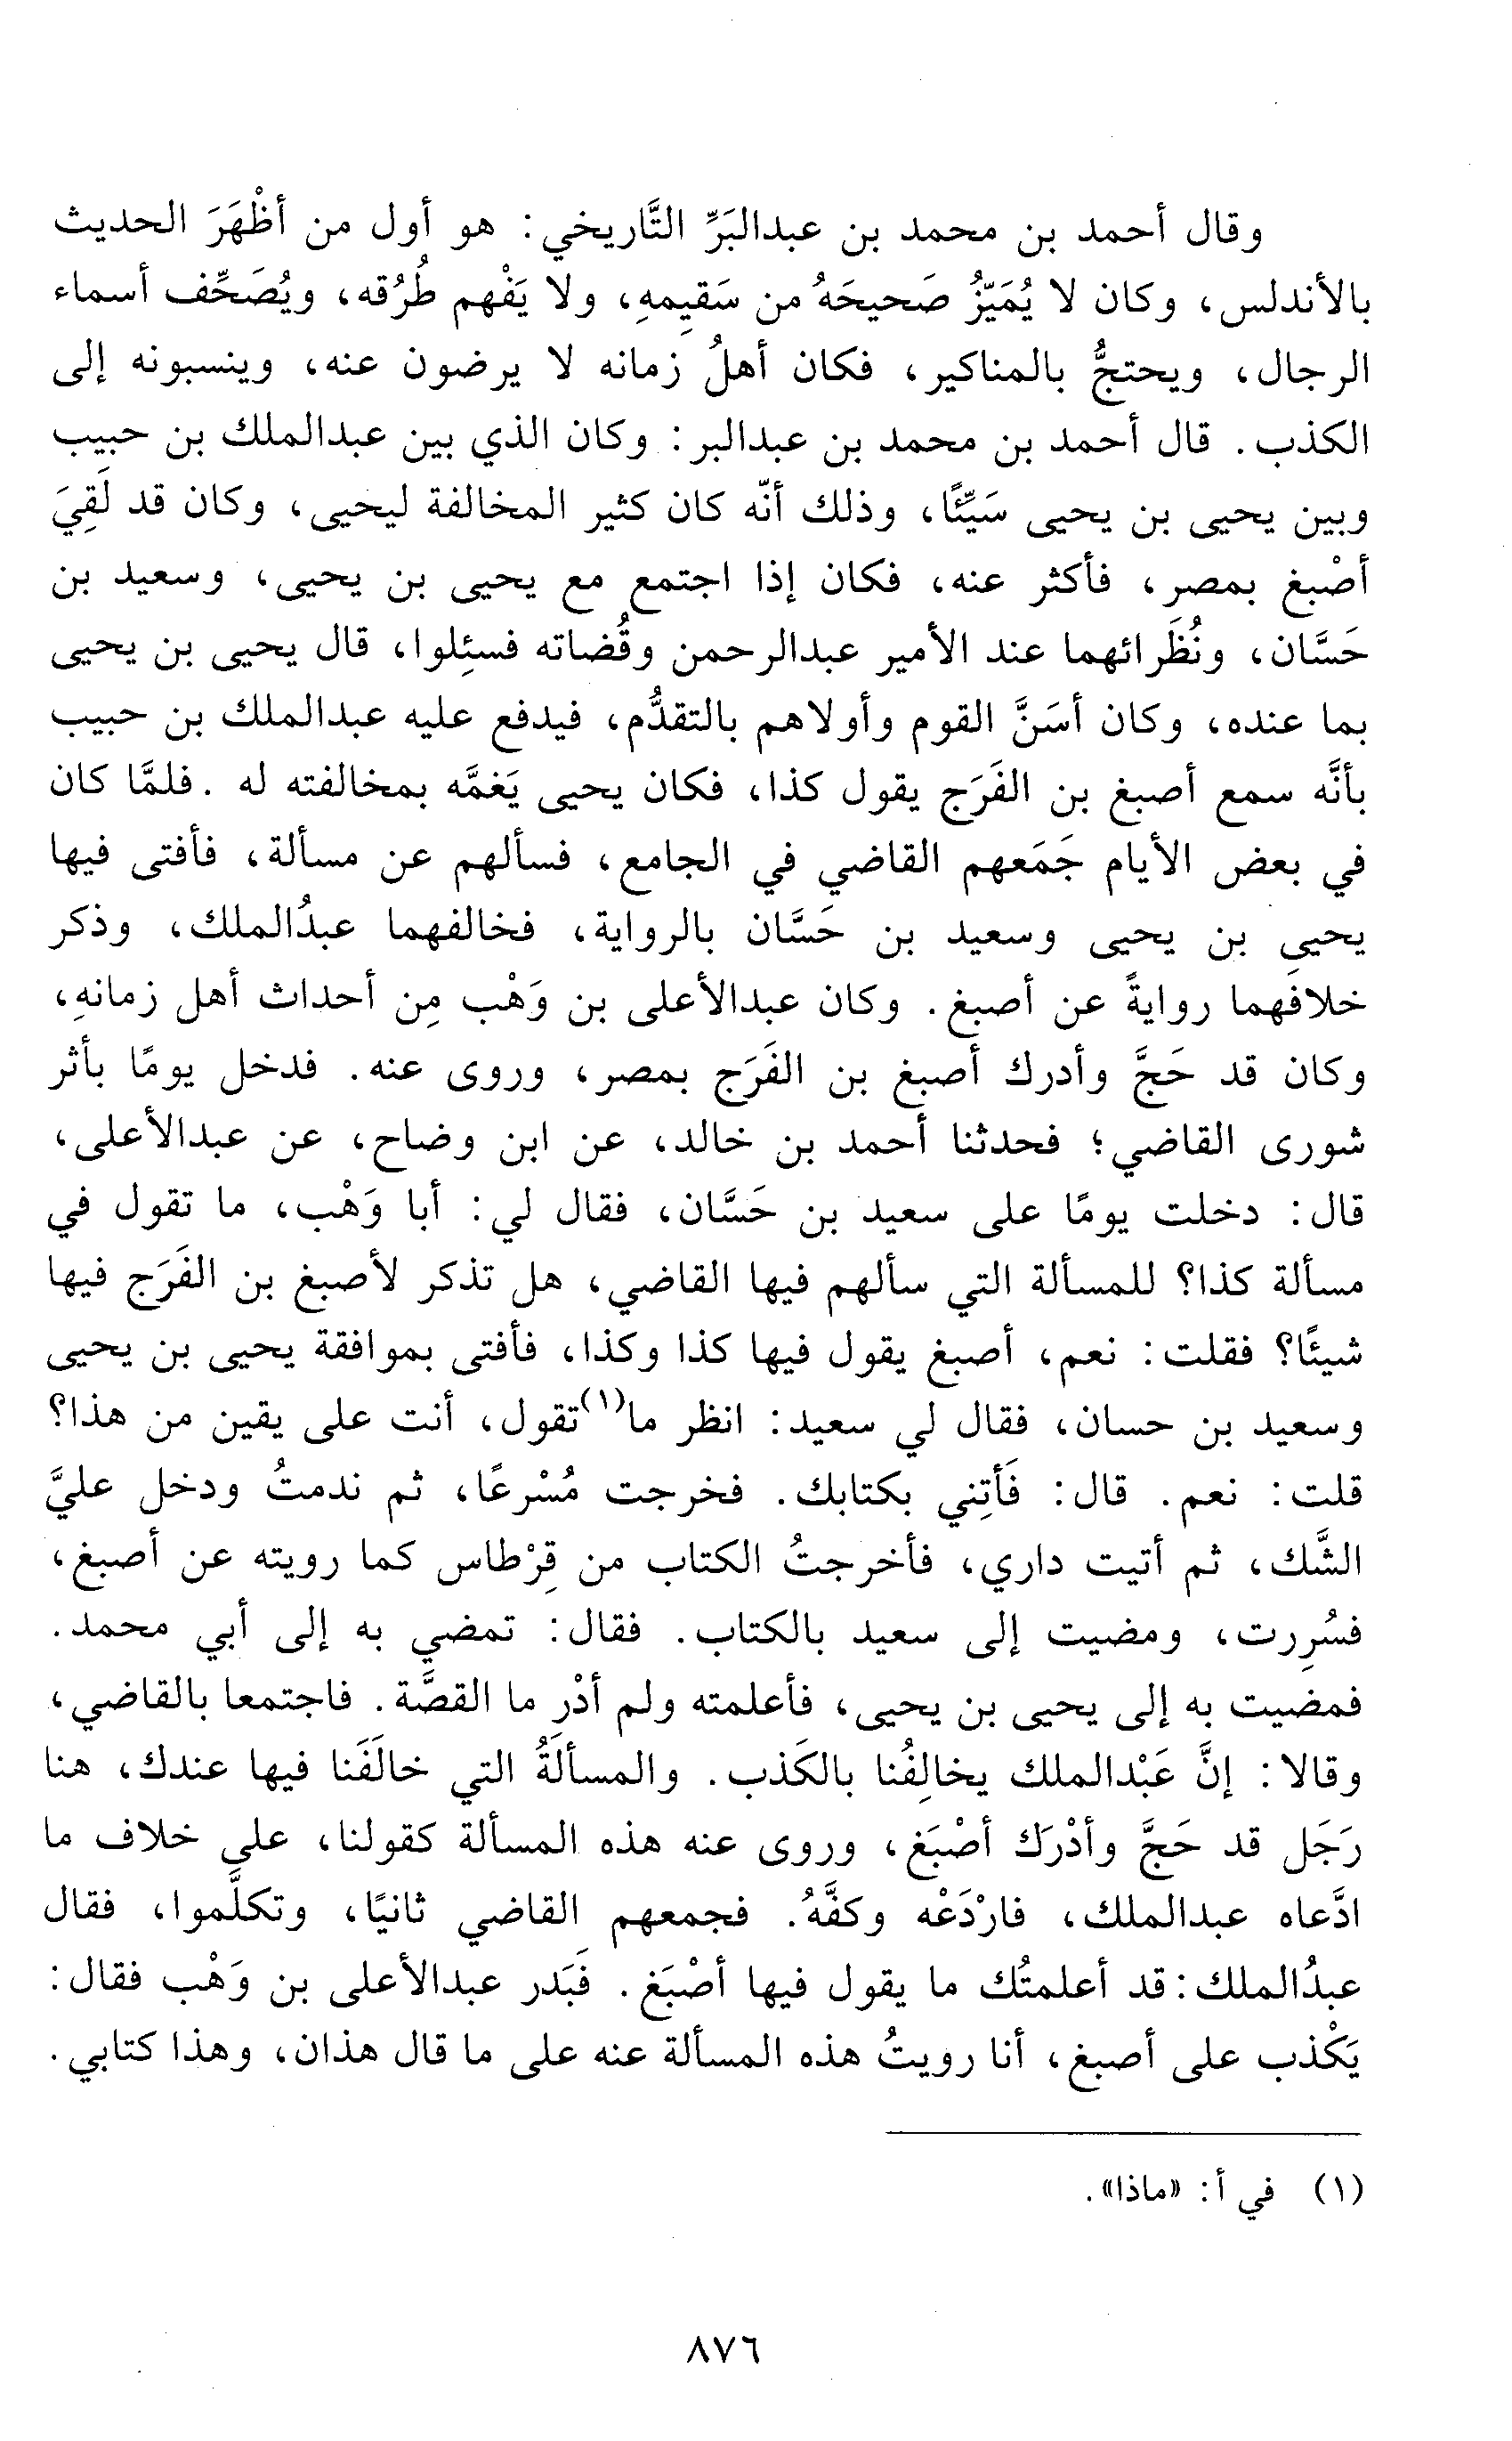 وقال أحمد بن محمد بن عبدالبَرِّ التَّاريخي: هو أول من أظْهَرَ الحديث
بالأندلس، وكان لا يُمَيّزُ صَحيحَهُ من سَقيِمهِ، ولا يَفْهم طُرُقه، ويُصَحِّف أسماء
الرجال، ويحتجُّ بالمناكير، فكان أهلُ زمانه لا يرضون عنه، وينسبونه إلى
الكذب. قال أحمد بن محمد بن عبدالبر: وكان الذي بين عبدالملك بن حبيب
وبين يحيى بن يحيى سَيِّئًا، وذلك أنّه كان كثير المخالفة ليحيى، وكان قد لَقِيَ
أصْبغ بمصر، فأكثر عنه، فكان إذا اجتمع مع يحيى بن يحيى، وسعيد بن
حَسَّان، ونُظَرائهما عند الأمير عبدالرحمن وقُضاته فسئِلوا، قال يحيى بن يحيى
بما عنده، وكان أسَنَّ القوم وأولاهم بالتقدُّم، فيدفع عليه عبدالملك بن حبيب
بأنَّه سمع أصبغ بن الفَرَج يقول كذا، فكان يحيى يَغمَّه بمخالفته له. فلمَّا كان
في بعض الأيام جَمَعهم القاضي في الجامع، فسألهم عن مسألة، فأفتى فيها
يحيى بن يحيى وسعيد بن حَسَّان بالرواية، فخالفهما عبدُالملك، وذكر
خلافَهما روايةً عن أصبغ. وكان عبدالأعلى بن وَهْب مِن أحداث أهل زمانهِ،
وكان قد حَجَّ وأدرك أصبغ بن الفَرَج بمصر، وروى عنه. فدخل يومًا بأثر
شورى القاضي؛ فحدثنا أحمد بن خالد، عن ابن وضاح، عن عبدالأعلى،
قال: دخلت يومًا على سعيد بن حَسَّان، فقال لي: أبا وَهْب، ما تقول في
مسألة كذا؟ للمسألة التي سألهم فيها القاضي، هل تذكر لأصبغ بن الفَرَج فيها
شيئًا؟ فقلت: نعم، أصبغ يقول فيها كذا وكذا، فأفتى بموافقة يحيى بن يحيى
وسعيد بن حسان، فقال لي سعيد: انظر ما(١)تقول، أنت على يقين من هذا؟
قلت: نعم. قال: فَأتِني بكتابك. فخرجت مُسْرعًا، ثم ندمتُ ودخل عليَّ
الشَّك، ثم أتيت داري، فأخرجتُ الكتاب من قِرْطاس كما رويته عن أصبغ،
فسُرِرت، ومضيت إلى سعيد بالكتاب. فقال: تمضي به إلى أبي محمد.
فمضيت به إلى يحيى بن يحيى، فأعلمته ولم أدْرِ ما القصَّة. فاجتمعا بالقاضي،
وقالا: إنَّ عَبْدالملك يخالِفُنا بالكَذب. والمسألَةُ التي خالَفَنا فيها عندك، هنا
رَجَل قد حَجَّ وأدْرَك أصْبَغ، وروى عنه هذه المسألة كقولنا، على خلاف ما
ادَّعاه عبدالملك، فارْدَعْه وكفَّهُ. فجمعهم القاضي ثانيًا، وتكلَّموا، فقال
عبدُالملك: قد أعلمتُك ما يقول فيها أصْبَغ. فَبَدر عبدالأعلى بن وَهْب فقال:
يَكْذب على أصبغ، أنا رويتُ هذه المسألة عنه على ما قال هذان، وهذا كتابي.
(١) في أ: «ماذا».
٨٧٦